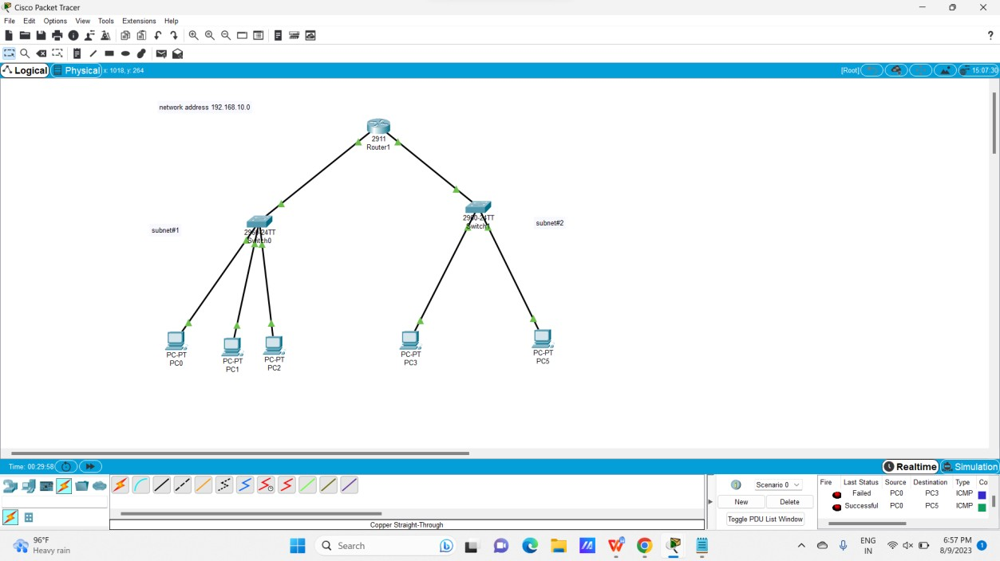 Cisco Packet Tracer
File Edit Options View Tools Extensions Help
?
Logical Physical x: 1018, y: 264 [Root] 15:07:30
network address 192.168.10.0
2911
Router1
2960-24TT
Switch1
subnet#2
2960-24TT
Switch0
subnet#1
PC-PT
PC0
PC-PT
PC1
PC-PT
PC2
PC-PT
PC3
PC-PT
PC5
Time: 00:29:58 Realtime Simulation
Scenario 0
New Delete
Toggle PDU List Window
Fire Last Status Source Destination Type Co
Failed PC0 PC3 ICMP
Successful PC0 PC5 ICMP
Copper Straight-Through
96°F
Heavy rain
Search
ENG
IN
6:57 PM
8/9/2023
1